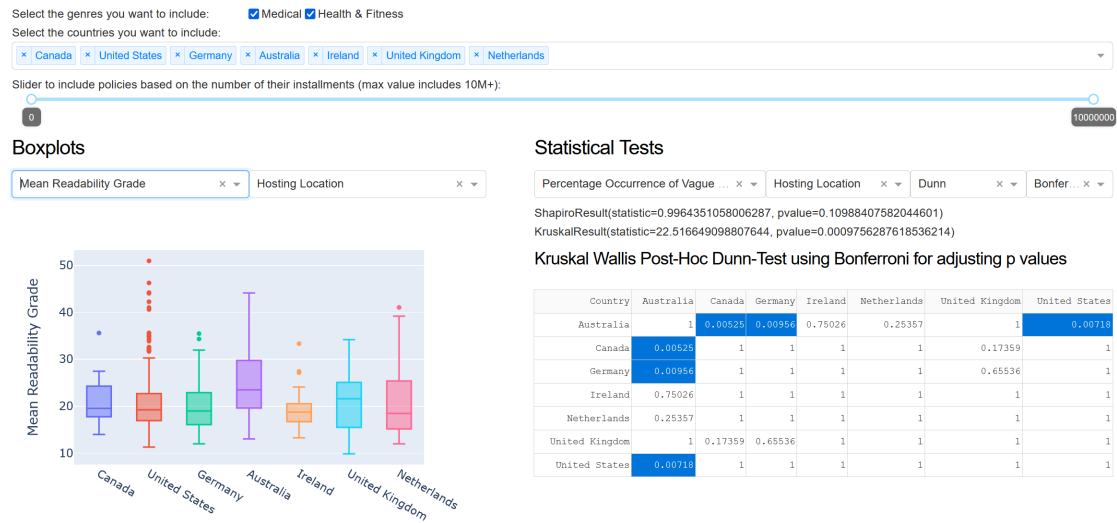 Select the genres you want to include: Medical Health & Fitness
Select the countries you want to include:
× Canada × United States × Germany × Australia × Ireland × United Kingdom × Netherlands
Slider to include policies based on the number of their installments (max value includes 10M+):
0 10000000
Boxplots
Mean Readability Grade × Hosting Location ×
Mean Readability Grade
50
40
30
20
10
Canada
United States
Germany
Australia
Ireland
United Kingdom
Netherlands
Statistical Tests
Percentage Occurrence of Vague ... × Hosting Location × Dunn × Bonfer... ×
ShapiroResult(statistic=0.9964351058006287, pvalue=0.10988407582044601)
KruskalResult(statistic=22.516649098807644, pvalue=0.0009756287618536214)
Kruskal Wallis Post-Hoc Dunn-Test using Bonferroni for adjusting p values
Country Australia Canada Germany Ireland Netherlands United Kingdom United States
Australia 1 0.00525 0.00956 0.75026 0.25357 1 0.00718
Canada 0.00525 1 1 1 1 0.17359 1
Germany 0.00956 1 1 1 1 0.65536 1
Ireland 0.75026 1 1 1 1 1 1
Netherlands 0.25357 1 1 1 1 1 1
United Kingdom 1 0.17359 0.65536 1 1 1 1
United States 0.00718 1 1 1 1 1 1